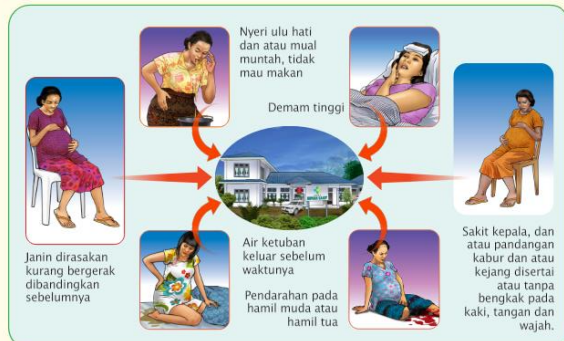 Nyeri ulu hati
dan atau mual
muntah, tidak
mau makan
Demam tinggi
Janin dirasakan
kurang bergerak
dibandingkan
sebelumnya
Air ketuban
keluar sebelum
waktunya
Pendarahan pada
hamil muda atau
hamil tua
Sakit kepala, dan
atau pandangan
kabur dan atau
kejang disertai
atau tanpa
bengkak pada
kaki, tangan dan
wajah.